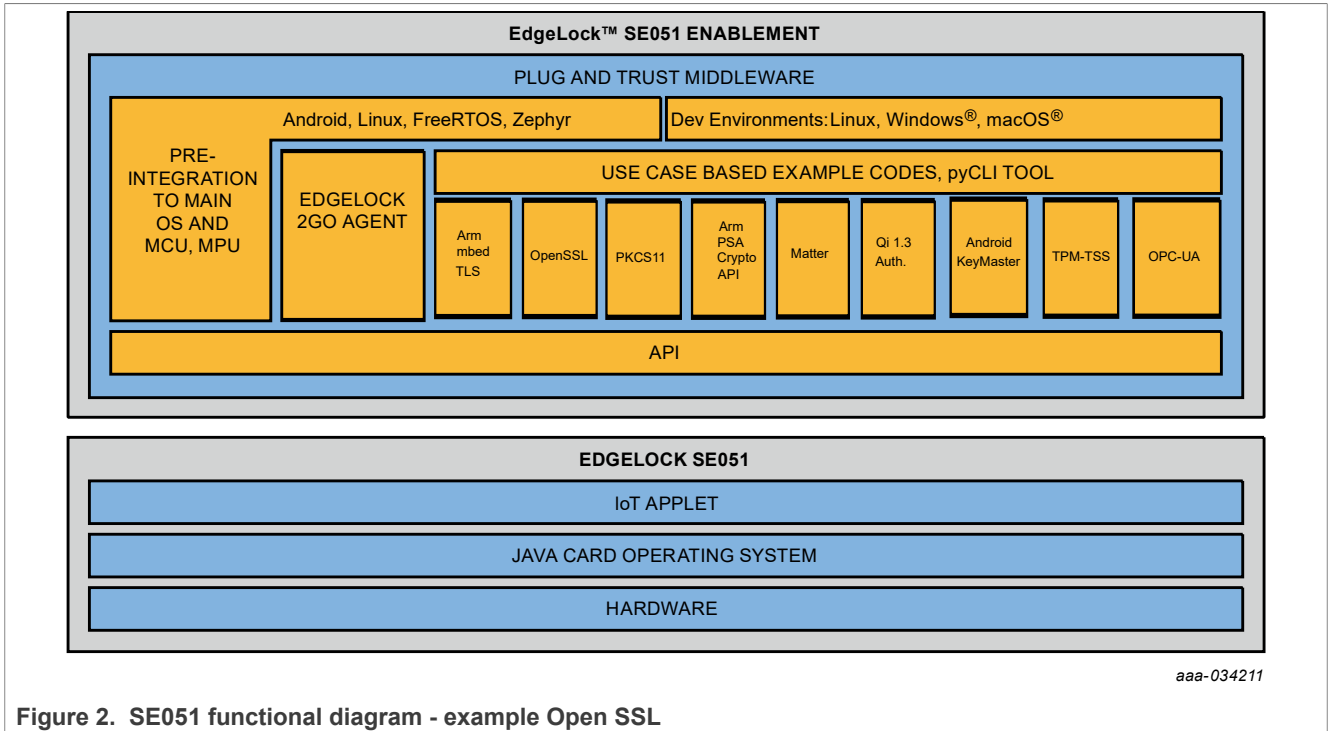 EdgeLock™ SE051 ENABLEMENT
PLUG AND TRUST MIDDLEWARE
Android, Linux, FreeRTOS, Zephyr
Dev Environments: Linux, Windows®, macOS®
PRE-
INTEGRATION
TO MAIN
OS AND
MCU, MPU
EDGELOCK
2GO AGENT
USE CASE BASED EXAMPLE CODES, pyCLI TOOL
Arm
mbed
TLS
OpenSSL
PKCS11
Arm
PSA
Crypto
API
Matter
Qi 1.3
Auth.
Android
KeyMaster
TPM-TSS
OPC-UA
API
EDGELOCK SE051
IoT APPLET
JAVA CARD OPERATING SYSTEM
HARDWARE
aaa-034211
Figure 2. SE051 functional diagram - example Open SSL